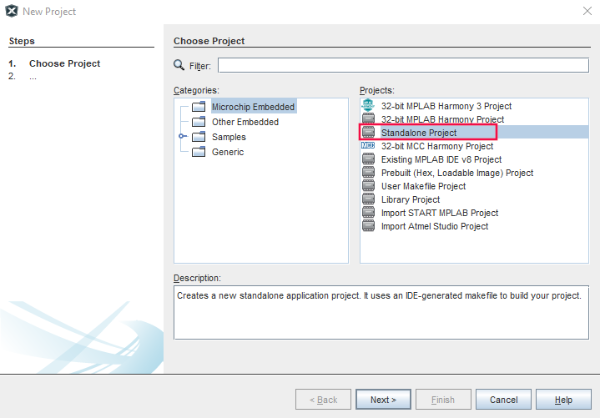 New Project
Steps
1. Choose Project
2. ...
Choose Project
Filter:
Categories:
Microchip Embedded
Other Embedded
Samples
Generic
Projects:
32-bit MPLAB Harmony 3 Project
32-bit MPLAB Harmony Project
Standalone Project
MCC 32-bit MCC Harmony Project
Existing MPLAB IDE v8 Project
Prebuilt (Hex, Loadable Image) Project
User Makefile Project
Library Project
Import START MPLAB Project
Import Atmel Studio Project
Description:
Creates a new standalone application project. It uses an IDE-generated makefile to build your project.
< Back
Next >
Finish
Cancel
Help